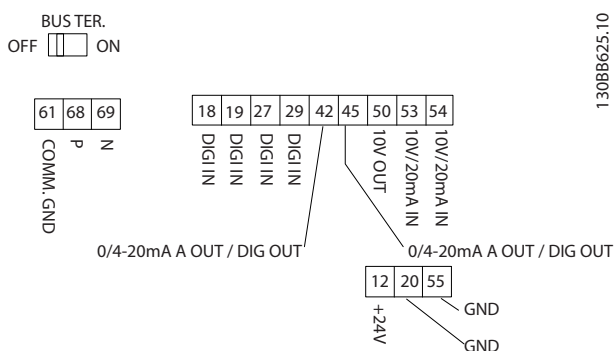 BUS TER.
OFF ON
130BB625.10
61 68 69
COMM. GND
P
N
18 19 27 29 42 45 50 53 54
DIGI IN
DIGI IN
DIGI IN
DIGI IN
10V OUT
10V/20mA IN
10V/20mA IN
0/4-20mA A OUT / DIG OUT
0/4-20mA A OUT / DIG OUT
12 20 55
+24V
GND
GND